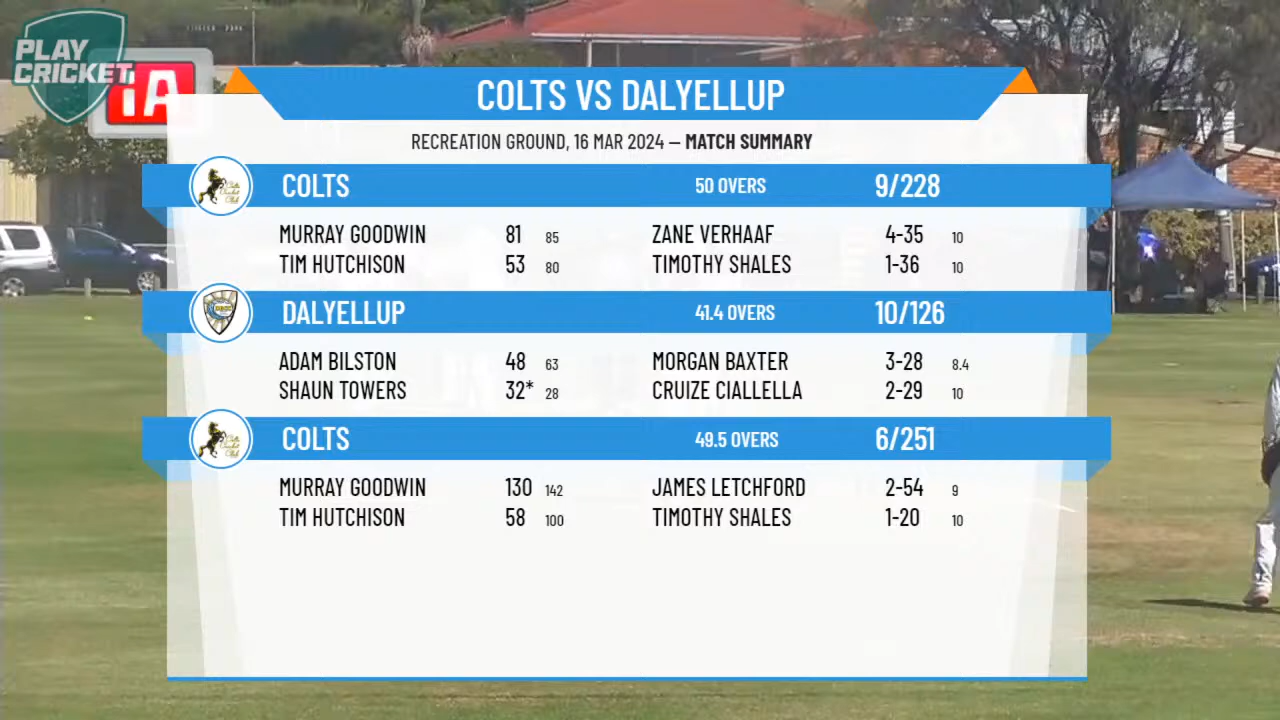 PLAY
CRICKET
COLTS VS DALYELLUP
RECREATION GROUND, 16 MAR 2024 – MATCH SUMMARY
COLTS 50 OVERS 9/228
MURRAY GOODWIN 81 85 ZANE VERHAAF 4-35 10
TIM HUTCHISON 53 80 TIMOTHY SHALES 1-36 10
DALYELLUP 41.4 OVERS 10/126
ADAM BILSTON 48 63 MORGAN BAXTER 3-28 8.4
SHAUN TOWERS 32* 28 CRUIZE CIALLELLA 2-29 10
COLTS 49.5 OVERS 6/251
MURRAY GOODWIN 130 142 JAMES LETCHFORD 2-54 9
TIM HUTCHISON 58 100 TIMOTHY SHALES 1-20 10